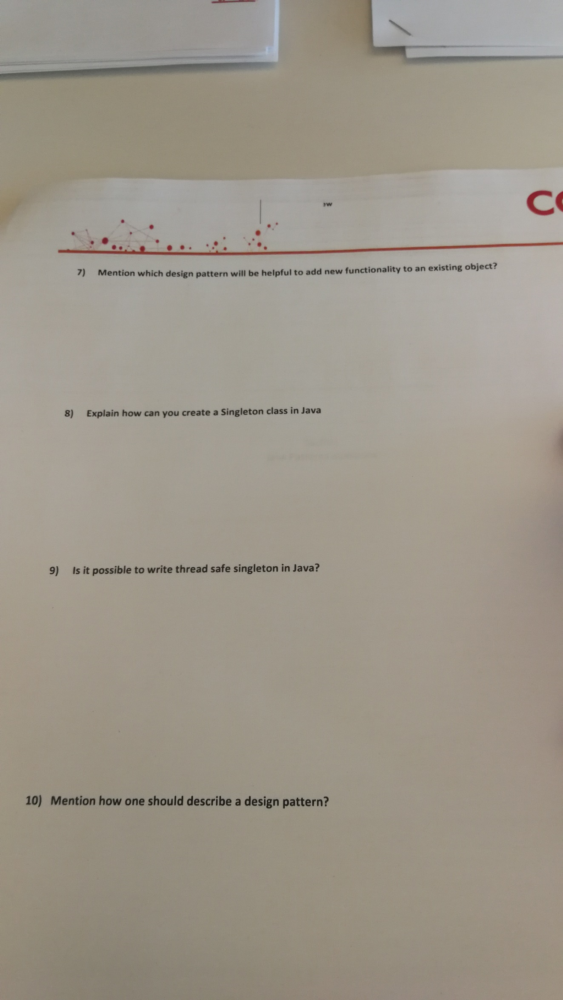 7) Mention which design pattern will be helpful to add new functionality to an existing object?
8) Explain how can you create a Singleton class in Java
9) Is it possible to write thread safe singleton in Java?
10) Mention how one should describe a design pattern?